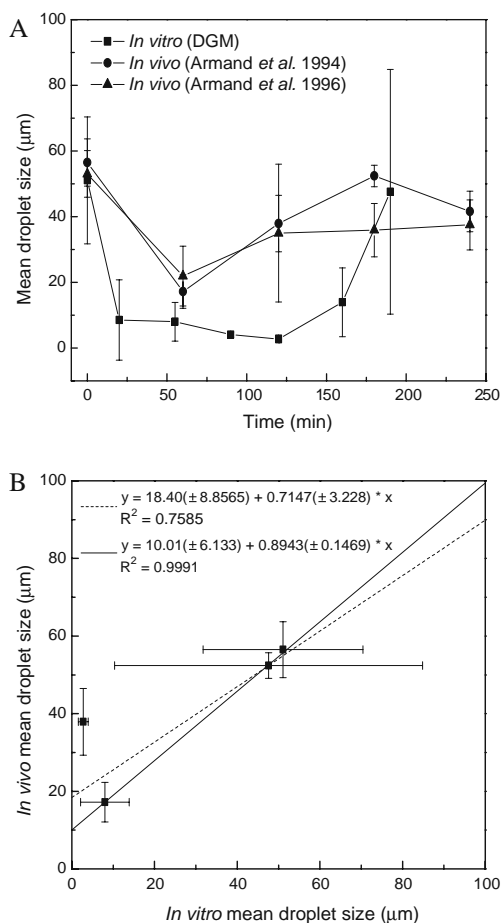 A
In vitro (DGM)
In vivo (Armand et al. 1994)
In vivo (Armand et al. 1996)
100
80
60
40
20
0
Mean droplet size (μm)
0 50 100 150 200 250
Time (min)
B
y = 18.40(±8.8565) + 0.7147(±3.228) * x
R² = 0.7585
y = 10.01(±6.133) + 0.8943(±0.1469) * x
R² = 0.9991
100
80
60
40
20
0
In vivo mean droplet size (μm)
0 20 40 60 80 100
In vitro mean droplet size (μm)